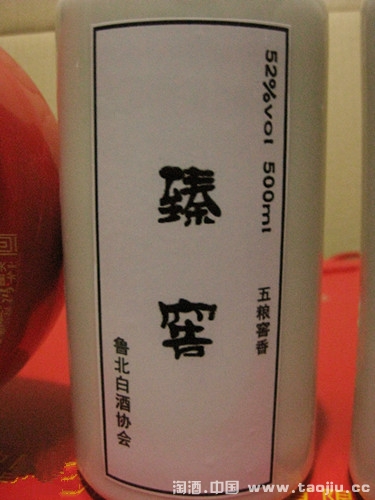 52%vol 500ml
五粮窖香
臻窖
鲁北白酒协会
淘酒.中国 www.taojiu.cc